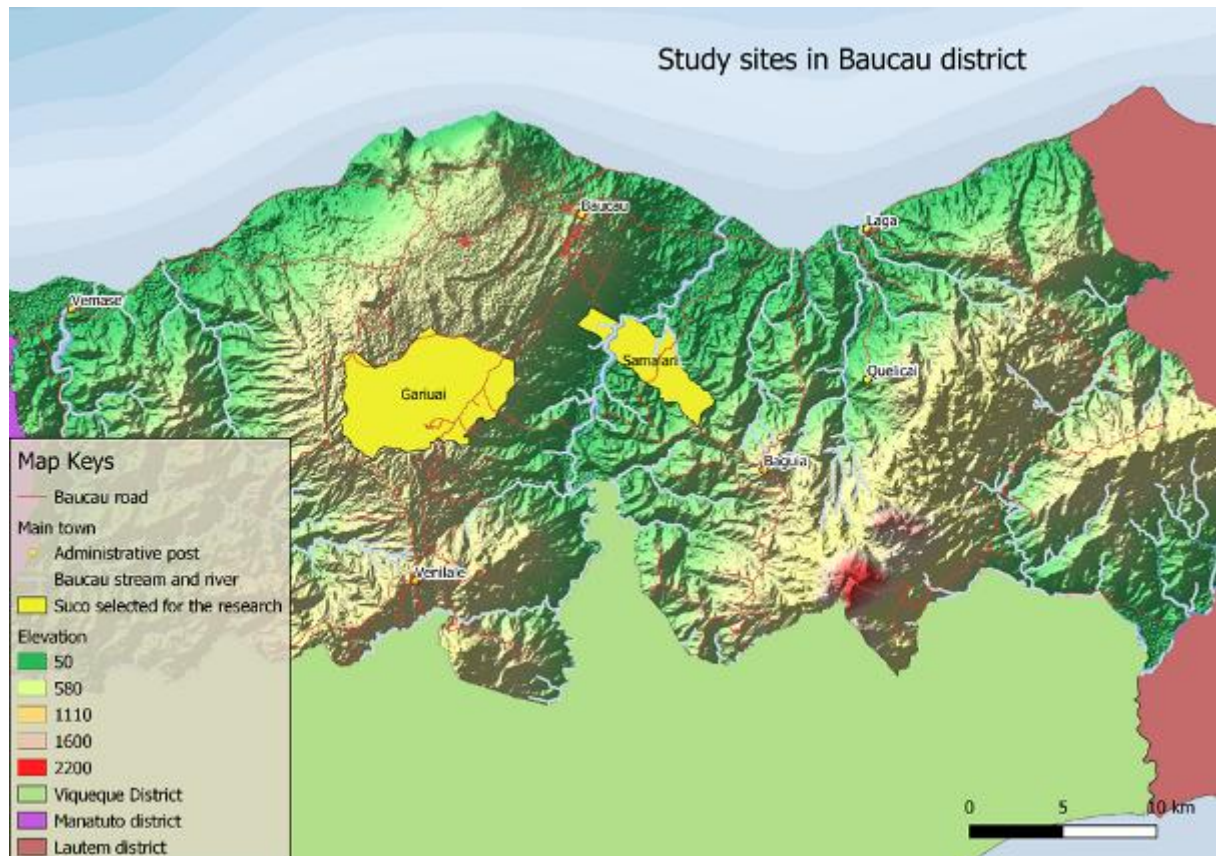 Study sites in Baucau district
Baucau
Laga
Vemase
Samalari
Quelicai
Gariuai
Baguia
Venilale
Map Keys
Baucau road
Main town
Administrative post
Baucau stream and river
Suco selected for the research
Elevation
50
580
1110
1600
2200
Viqueque District
Manatuto district
Lautem district
0 5 10 km